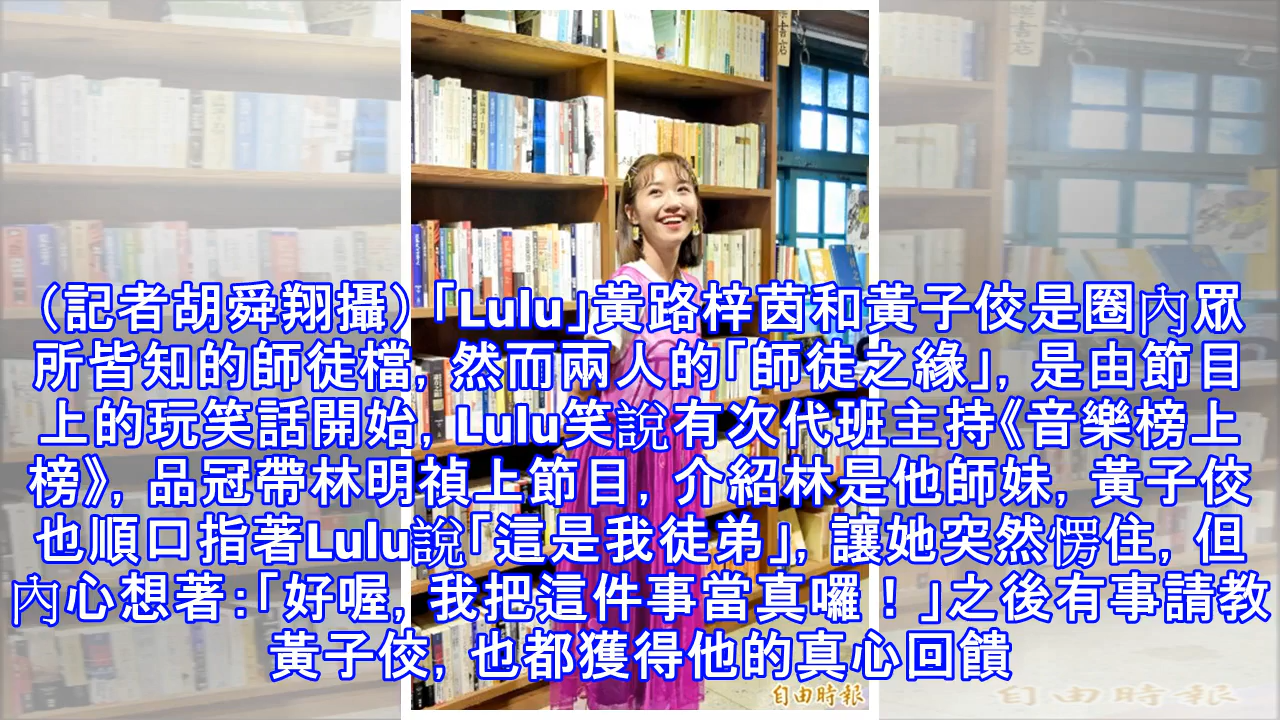 （記者胡舜翔攝）「Lulu」黃路梓茵和黃子佼是圈內眾
所皆知的師徒檔，然而兩人的「師徒之緣」，是由節目
上的玩笑話開始，Lulu笑說有次代班主持《音樂榜上
榜》，品冠帶林明禎上節目，介紹林是他師妹，黃子佼
也順口指著Lulu說「這是我徒弟」，讓她突然愣住，但
內心想著：「好喔，我把這件事當真囉！」之後有事請教
黃子佼，也都獲得他的真心回饋
自由時報
自由時報